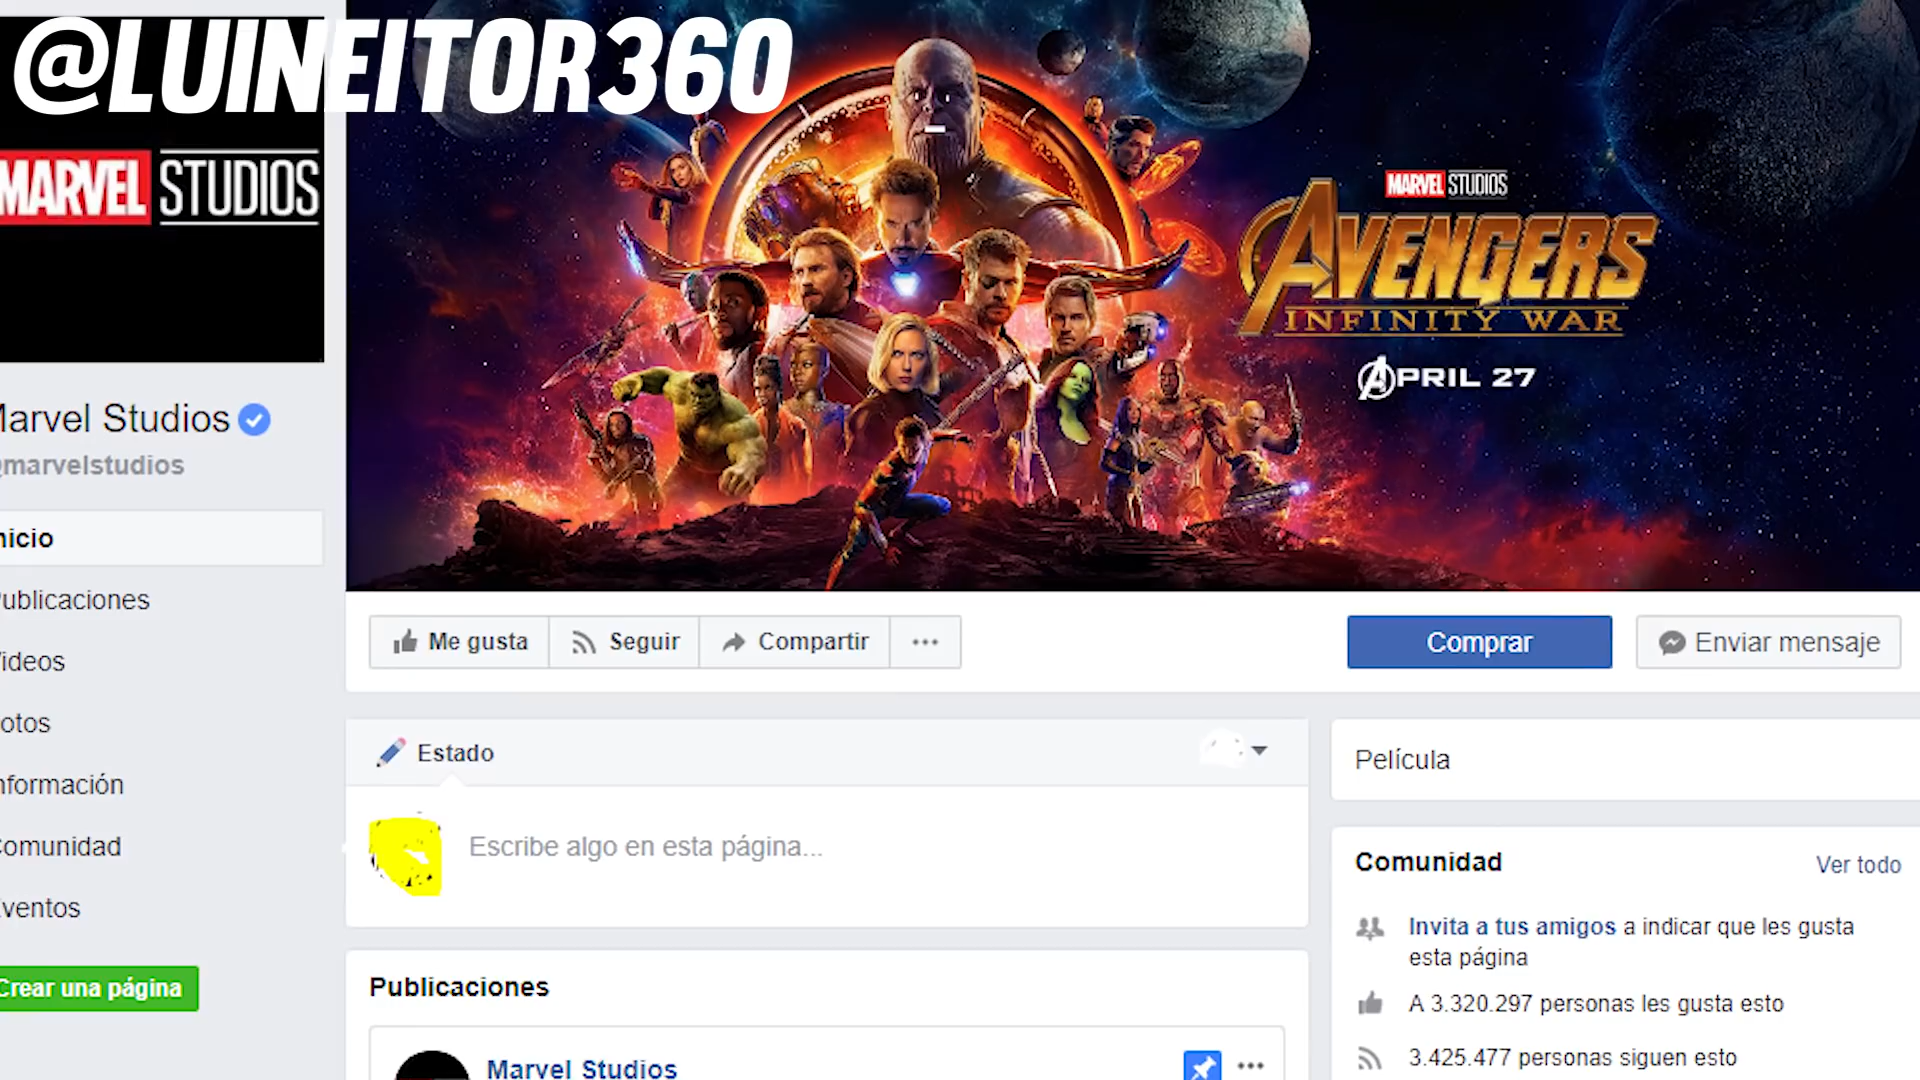 @LUINEITOR360
MARVEL STUDIOS
MARVEL STUDIOS
AVENGERS
INFINITY WAR
APRIL 27
arvel Studios
marvelstudios
nicio
ublicaciones
ideos
otos
nformación
omunidad
ventos
Crear una página
Me gusta
Seguir
Compartir
Comprar
Enviar mensaje
Estado
Escribe algo en esta página...
Publicaciones
Marvel Studios
Película
Comunidad
Ver todo
Invita a tus amigos a indicar que les gusta
esta página
A 3.320.297 personas les gusta esto
3.425.477 personas siguen esto